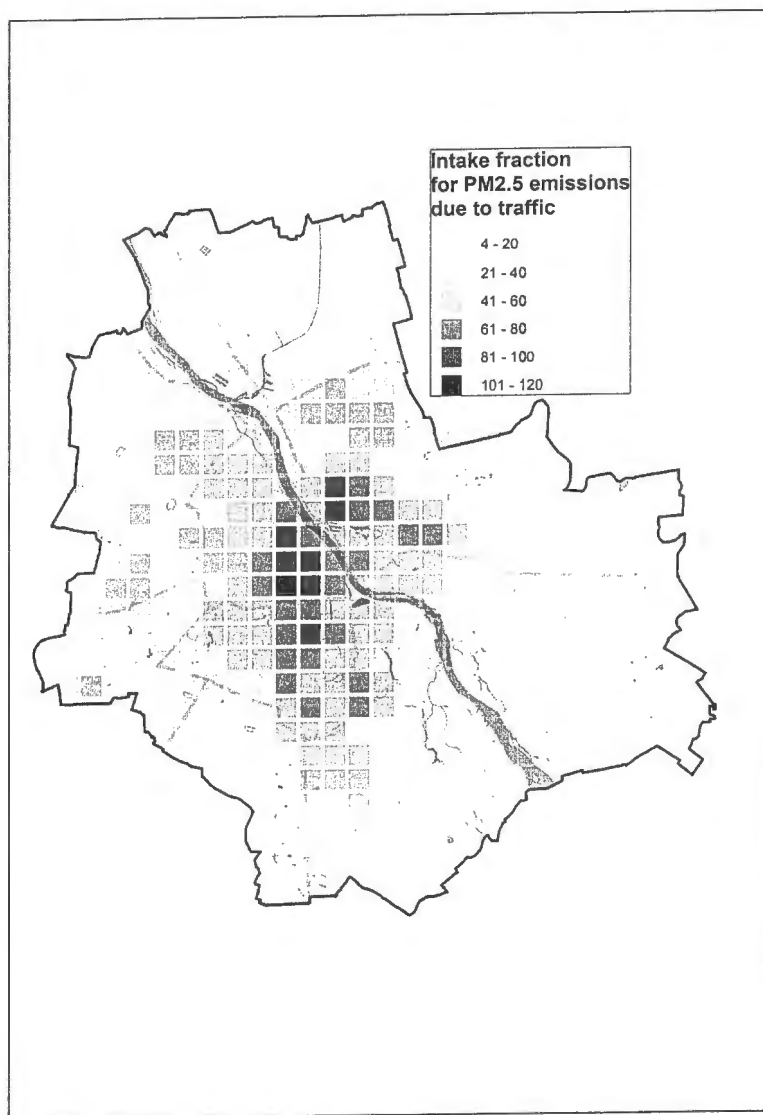 Intake fraction
for PM2.5 emissions
due to traffic
4 - 20
21 - 40
41 - 60
61 - 80
81 - 100
101 - 120